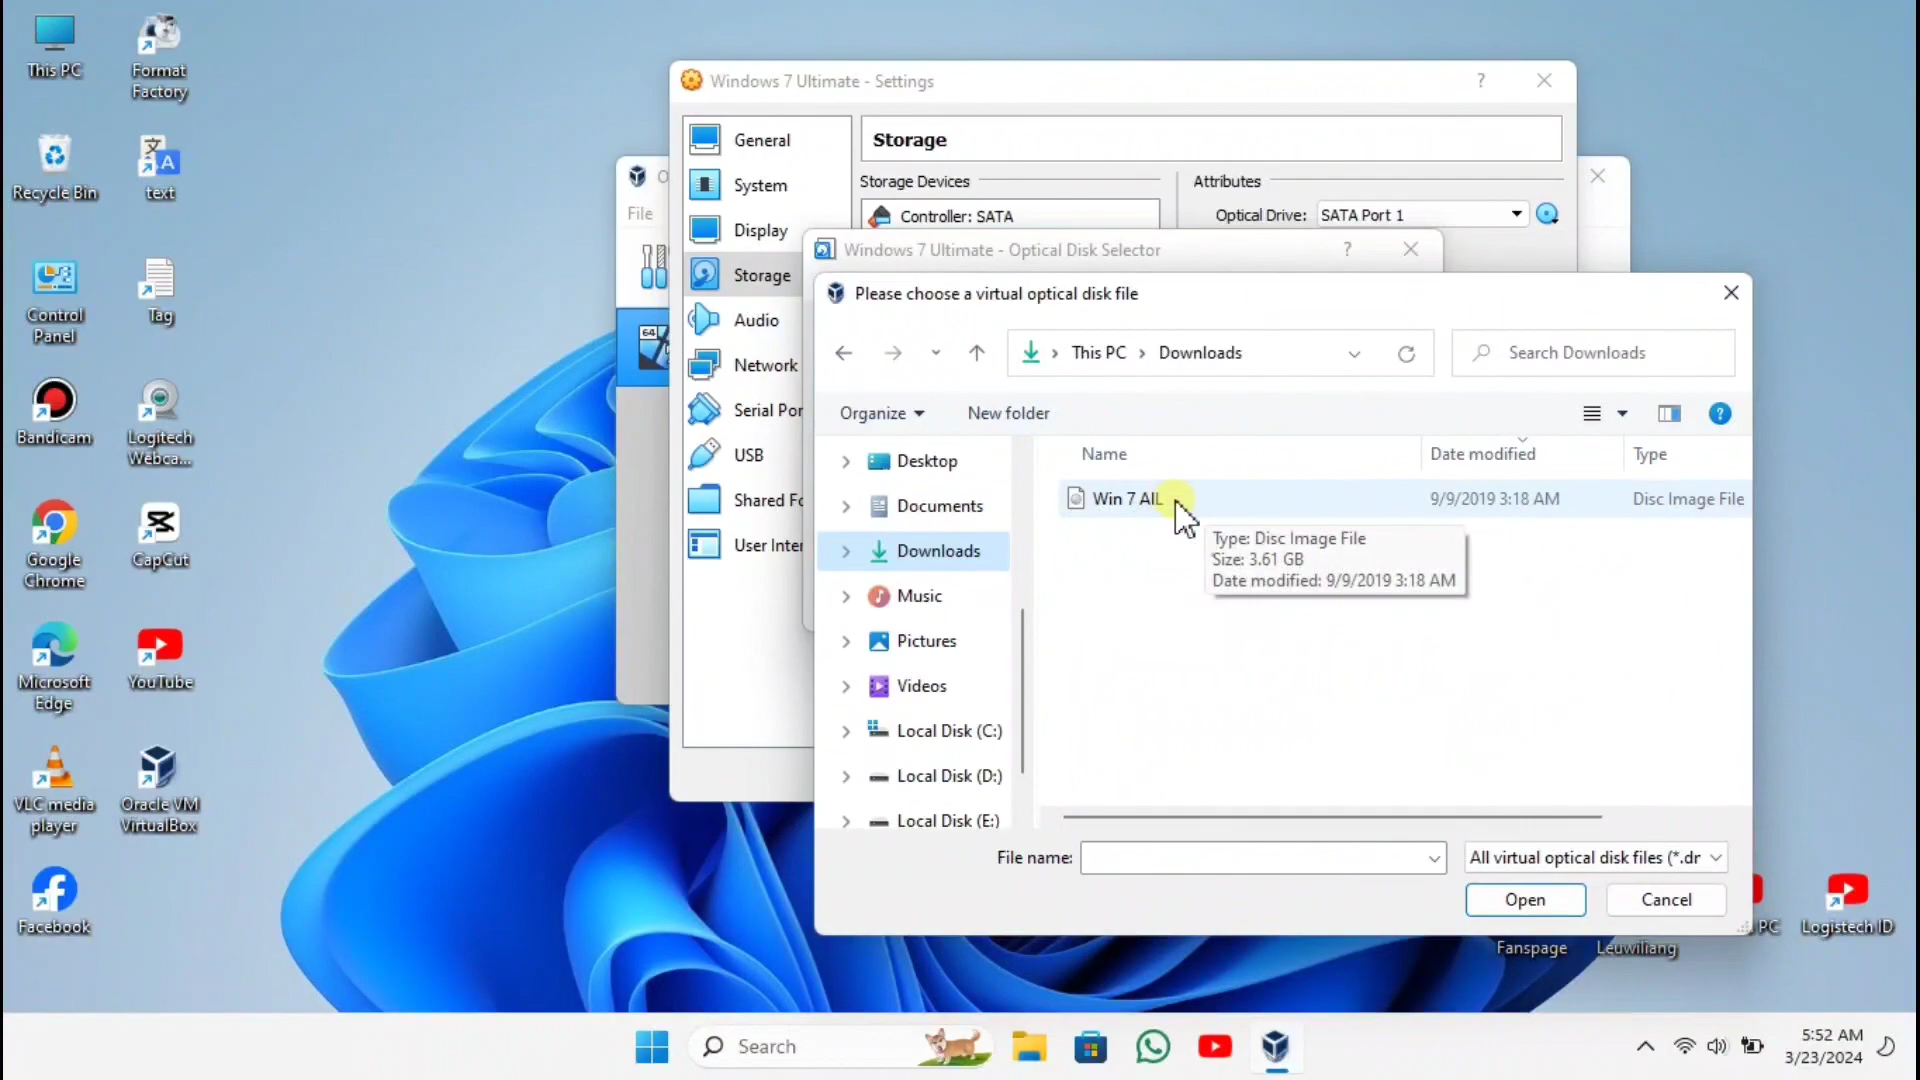 This PC
Format
Factory
Recycle Bin
text
Control
Panel
Tag
Bandicam
Logitech
Webca...
Google
Chrome
CapCut
Microsoft
Edge
YouTube
VLC media
player
Oracle VM
VirtualBox
Facebook
File
64
Windows 7 Ultimate - Settings
General
System
Display
Storage
Audio
Network
Serial Por
USB
Shared Fo
User Inter
Storage
Storage Devices
Controller: SATA
Attributes
Optical Drive: SATA Port 1
Windows 7 Ultimate - Optical Disk Selector
Please choose a virtual optical disk file
This PC > Downloads
Search Downloads
Organize
New folder
Desktop
Documents
Downloads
Music
Pictures
Videos
Local Disk (C:)
Local Disk (D:)
Local Disk (E:)
Name Date modified Type
Win 7 AIL 9/9/2019 3:18 AM Disc Image File
Type: Disc Image File
Size: 3.61 GB
Date modified: 9/9/2019 3:18 AM
File name:
All virtual optical disk files (*.dr
Open
Cancel
PC
Logistech ID
Fanspage
Leuwiliang
Search
5:52 AM
3/23/2024